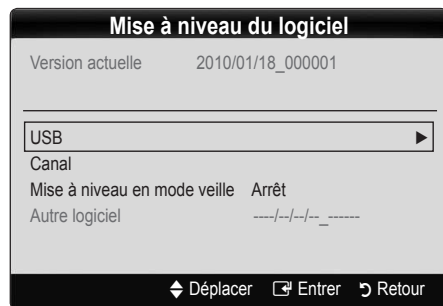 Mise à niveau du logiciel
Version actuelle 2010/01/18_000001
USB ►
Canal
Mise à niveau en mode veille Arrêt
Autre logiciel ----/--/--/--_------
Déplacer Entrer Retour